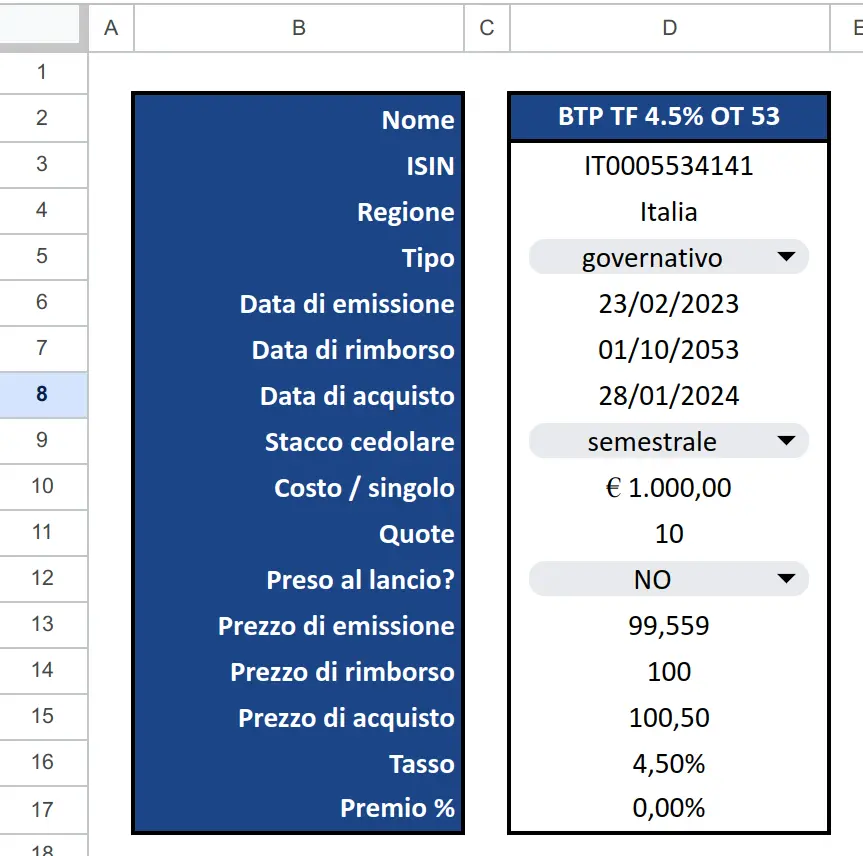 A B C D E
1
2 Nome BTP TF 4.5% OT 53
3 ISIN IT0005534141
4 Regione Italia
5 Tipo governativo
6 Data di emissione 23/02/2023
7 Data di rimborso 01/10/2053
8 Data di acquisto 28/01/2024
9 Stacco cedolare semestrale
10 Costo / singolo € 1.000,00
11 Quote 10
12 Preso al lancio? NO
13 Prezzo di emissione 99,559
14 Prezzo di rimborso 100
15 Prezzo di acquisto 100,50
16 Tasso 4,50%
17 Premio % 0,00%
18